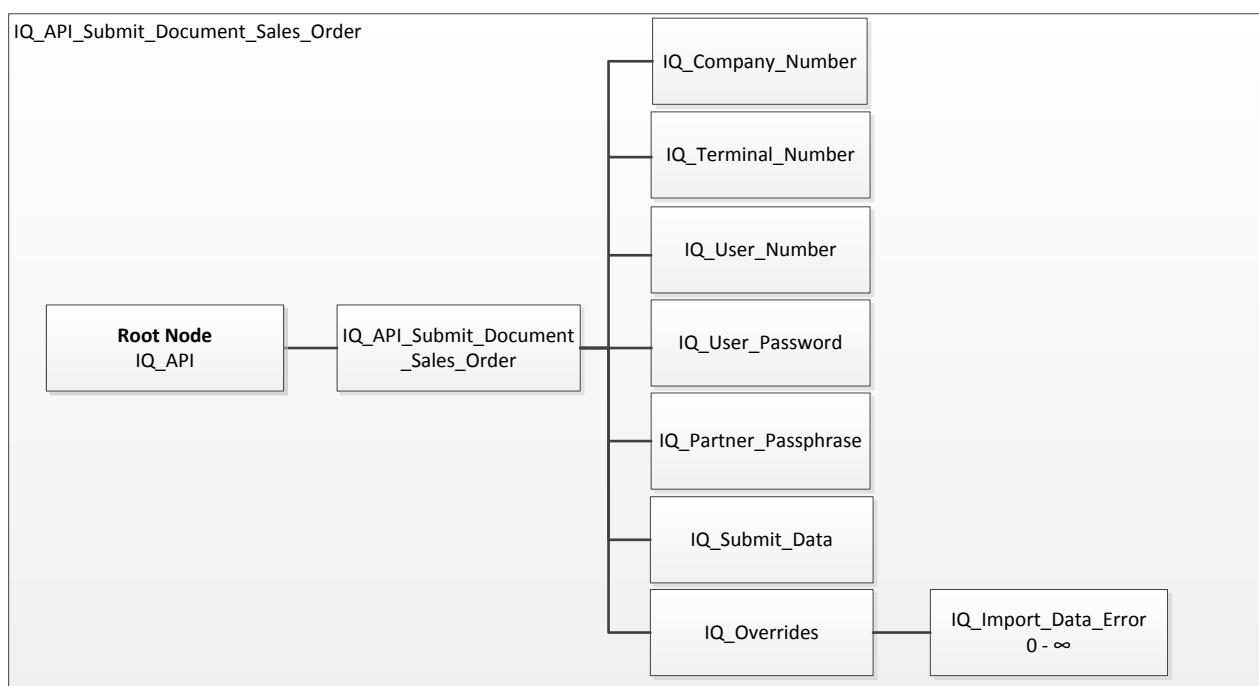 IQ_API_Submit_Document_Sales_Order
IQ_Company_Number
IQ_Terminal_Number
IQ_User_Number
Root Node
IQ_API
IQ_API_Submit_Document
_Sales_Order
IQ_User_Password
IQ_Partner_Passphrase
IQ_Submit_Data
IQ_Overrides
IQ_Import_Data_Error
0 - ∞